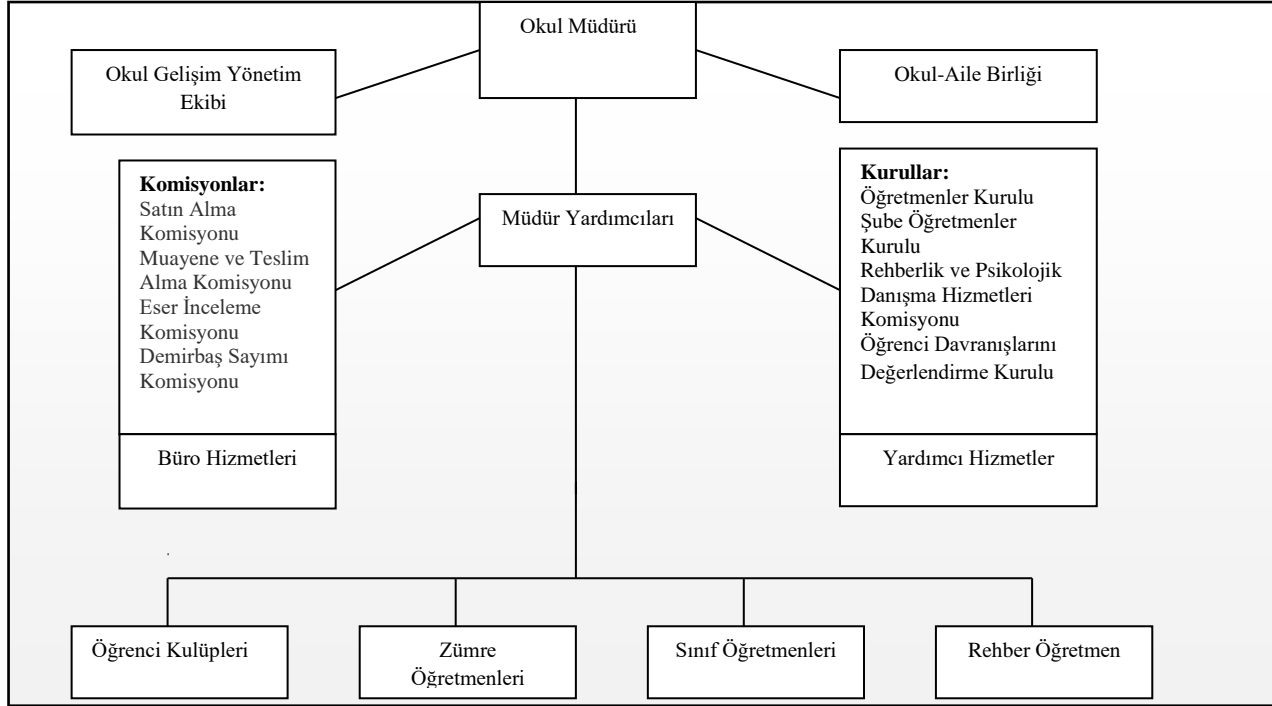 Okul Müdürü
Okul Gelişim Yönetim
Ekibi
Okul-Aile Birliği
Komisyonlar:
Satın Alma
Komisyonu
Muayene ve Teslim
Alma Komisyonu
Eser İnceleme
Komisyonu
Demirbaş Sayımı
Komisyonu
Müdür Yardımcıları
Kurullar:
Öğretmenler Kurulu
Şube Öğretmenler
Kurulu
Rehberlik ve Psikolojik
Danışma Hizmetleri
Komisyonu
Öğrenci Davranışlarını
Değerlendirme Kurulu
Büro Hizmetleri
Yardımcı Hizmetler
Öğrenci Kulüpleri
Zümre
Öğretmenleri
Sınıf Öğretmenleri
Rehber Öğretmen